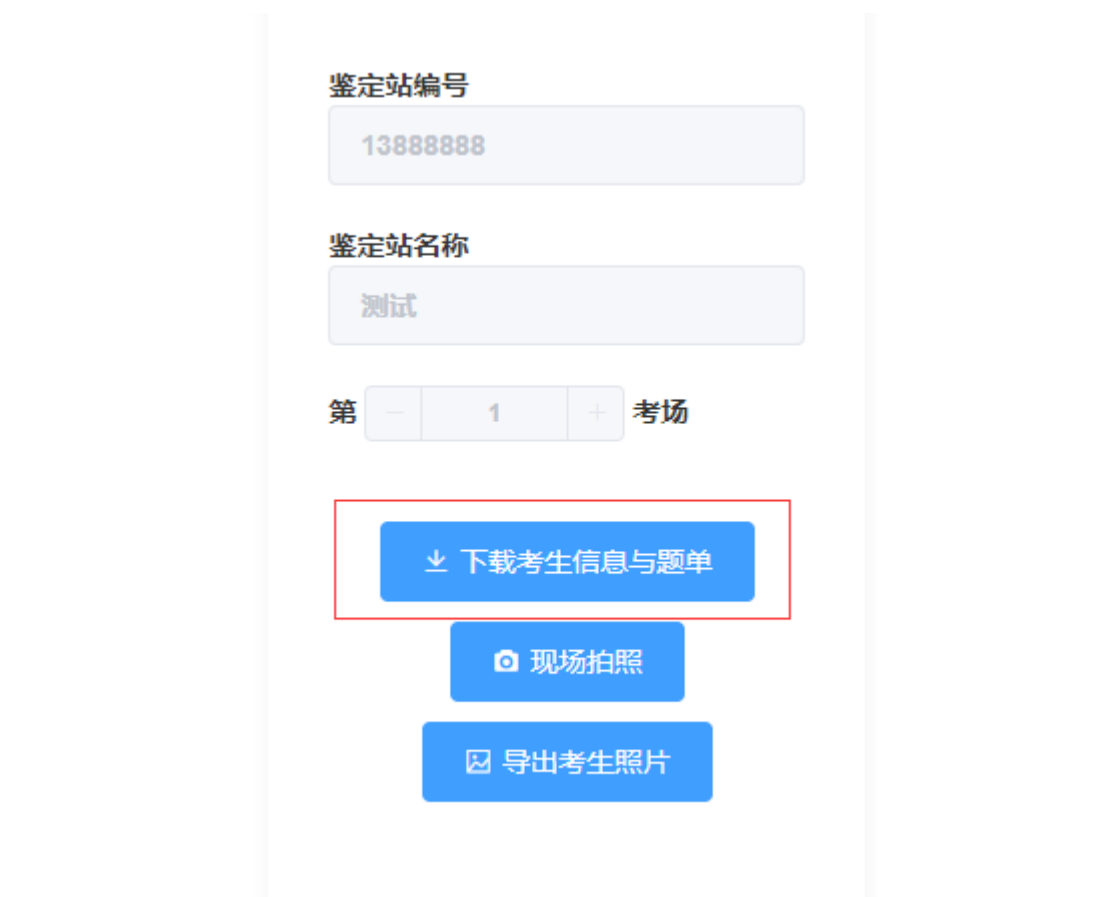 鉴定站编号
13888888
鉴定站名称
测试
第 － 1 + 考场
下载考生信息与题单
现场拍照
导出考生照片